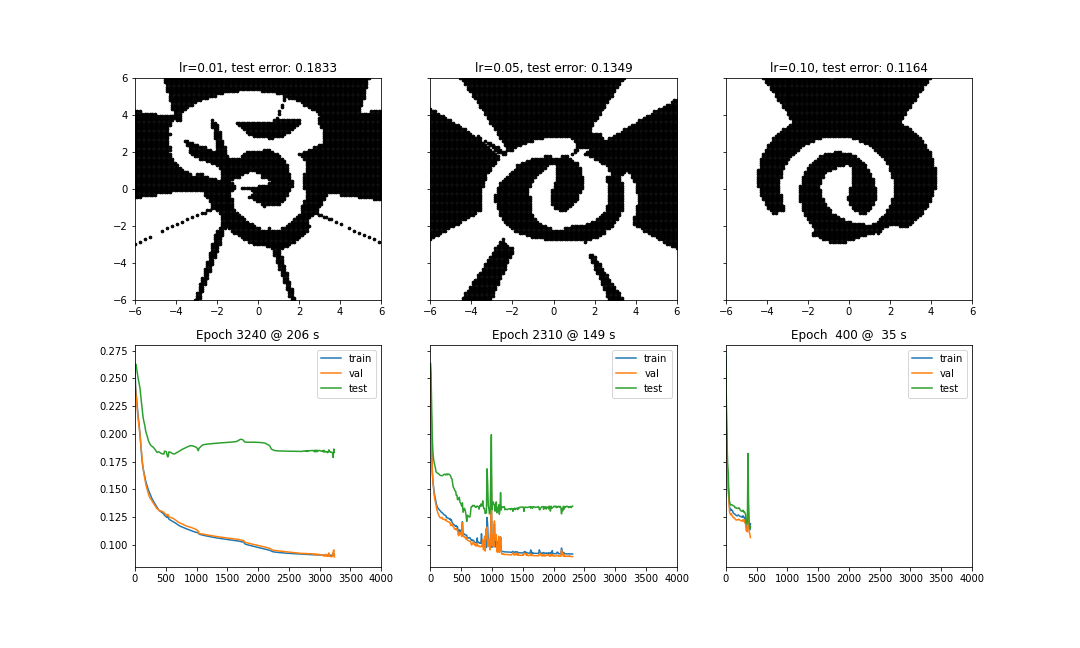 lr=0.01, test error: 0.1833
lr=0.05, test error: 0.1349
lr=0.10, test error: 0.1164
6
4
2
0
−2
−4
−6
−6 −4 −2 0 2 4 6
−6 −4 −2 0 2 4 6
−6 −4 −2 0 2 4 6
Epoch 3240 @ 206 s
Epoch 2310 @ 149 s
Epoch  400 @  35 s
0.275
0.250
0.225
0.200
0.175
0.150
0.125
0.100
train
val
test
train
val
test
train
val
test
0 500 1000 1500 2000 2500 3000 3500 4000
0 500 1000 1500 2000 2500 3000 3500 4000
0 500 1000 1500 2000 2500 3000 3500 4000